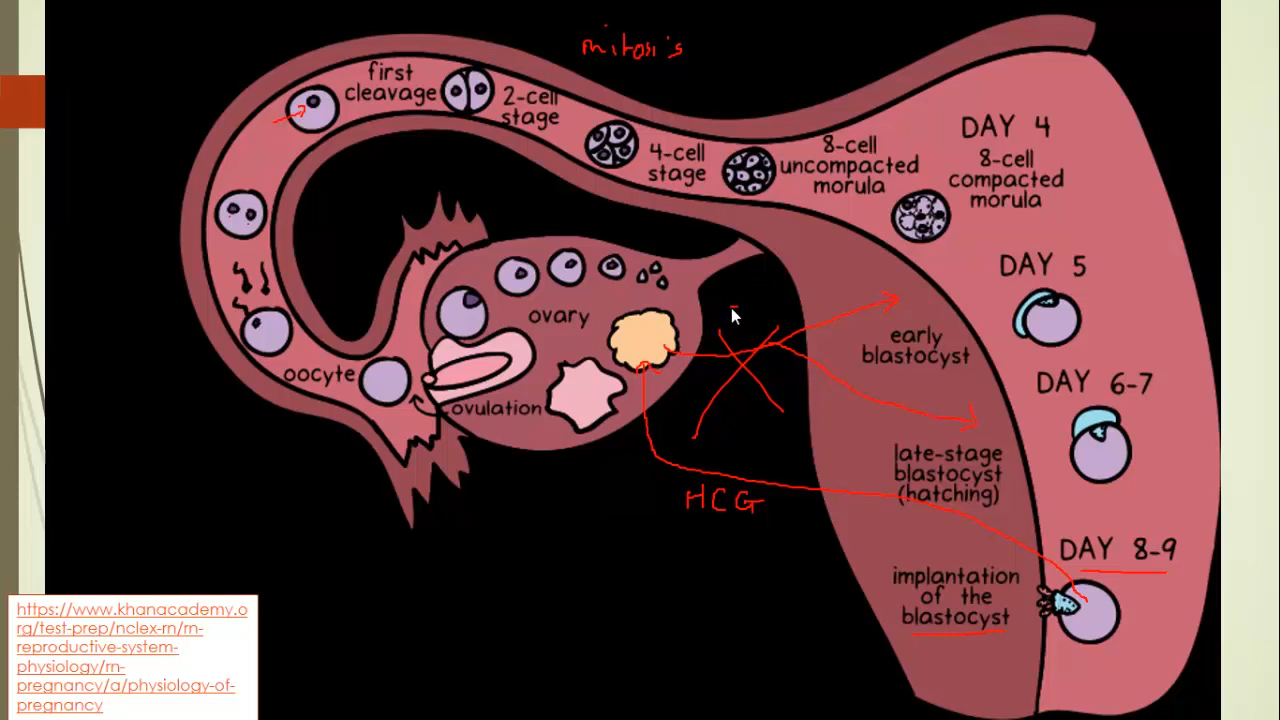 mitosis
first
cleavage
2-cell
stage
4-cell
stage
8-cell
uncompacted
morula
DAY 4
8-cell
compacted
morula
DAY 5
early
blastocyst
DAY 6-7
late-stage
blastocyst
(hatching)
DAY 8-9
implantation
of the
blastocyst
ovary
oocyte
ovulation
HCG
https://www.khanacademy.o
rg/test-prep/nclex-rn/rn-
reproductive-system-
physiology/rn-
pregnancy/a/physiology-of-
pregnancy